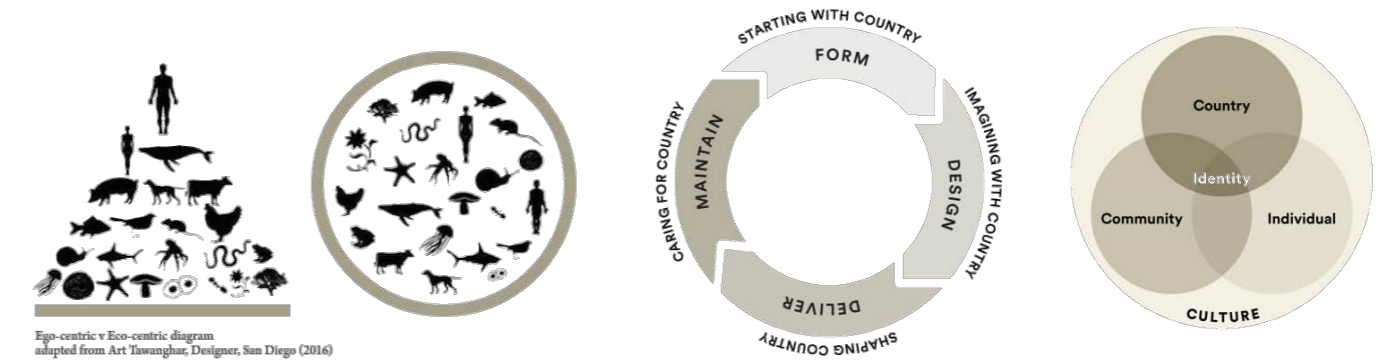 Ego-centric v Eco-centric diagram
adapted from Art Tawanghar, Designer, San Diego (2016)
STARTING WITH COUNTRY
FORM
IMAGINING WITH COUNTRY
DESIGN
SHAPING COUNTRY
DELIVER
CARING FOR COUNTRY
MAINTAIN
Country
Identity
Community
Individual
CULTURE